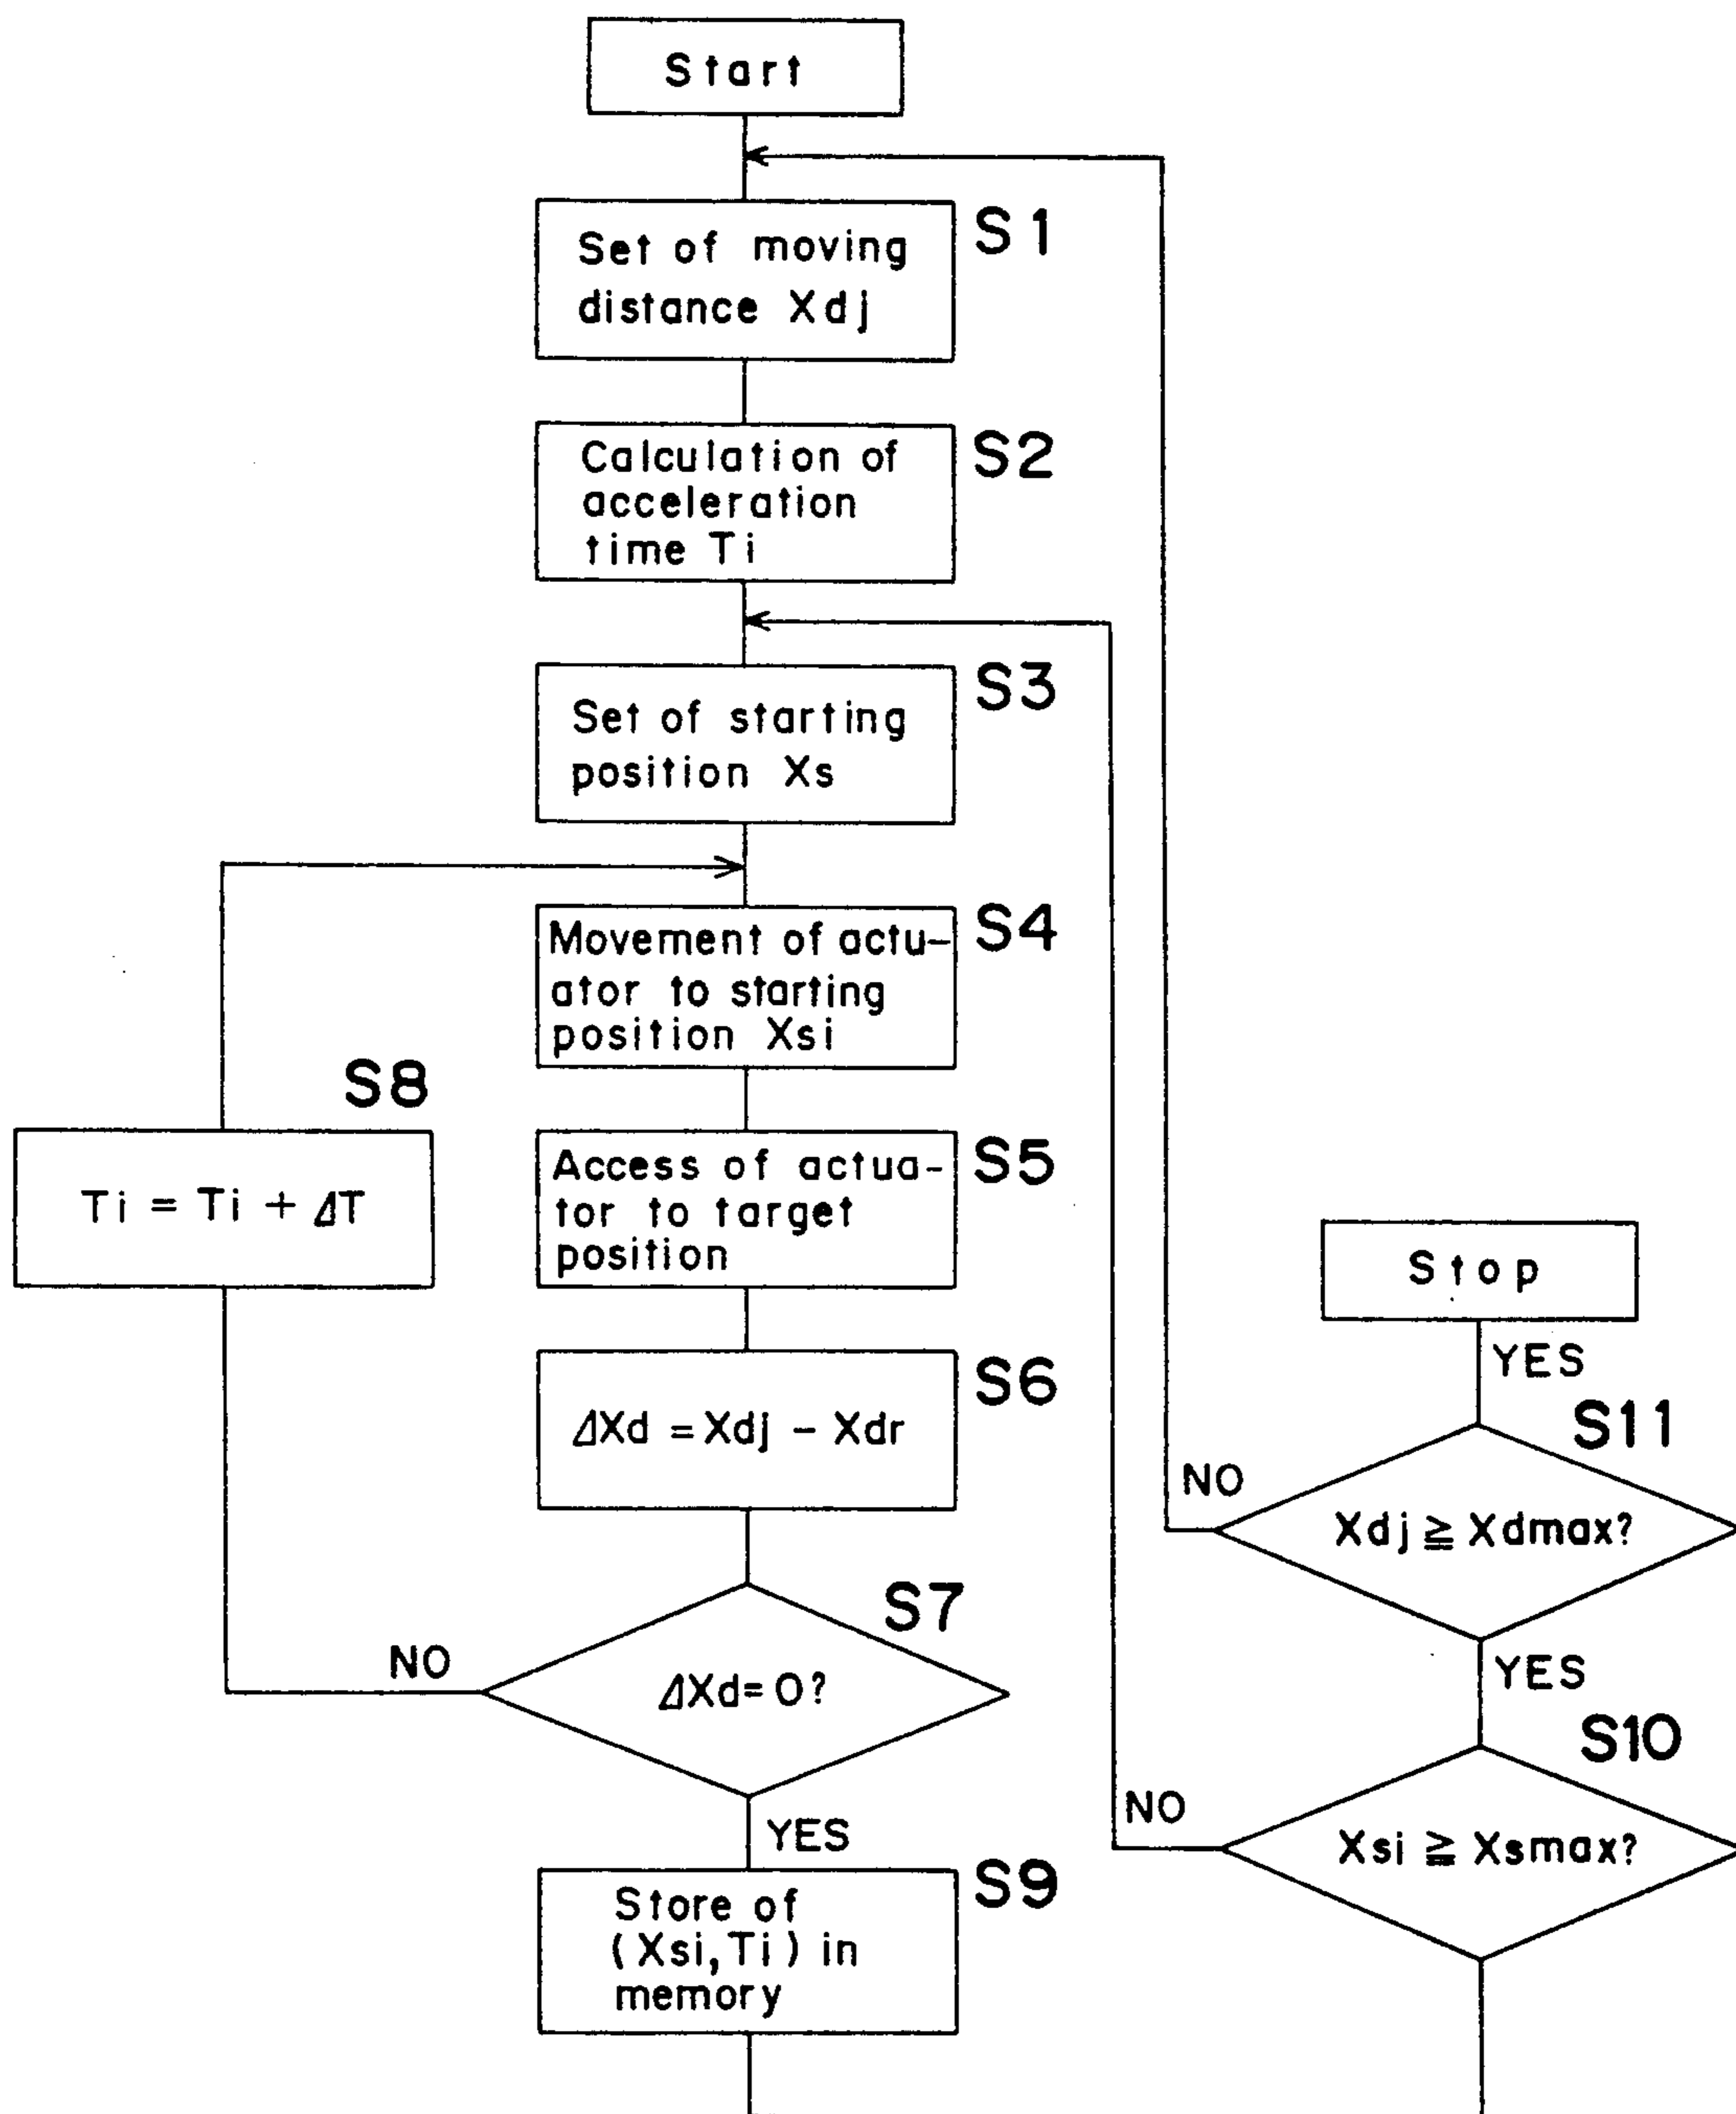 Start
S1
Set of moving
distance Xdj
S2
Calculation of
acceleration
time Ti
S3
Set of starting
position Xs
S4
Movement of actu-
ator to starting
position Xsi
S8
Ti = Ti + ΔT
S5
Access of actua-
tor to target
position
S6
ΔXd = Xdj - Xdr
S7
NO
ΔXd=0?
YES
S9
Store of
(Xsi,Ti) in
memory
Stop
YES
S11
NO
Xdj ≧ Xdmax?
YES
S10
NO
Xsi ≧ Xsmax?